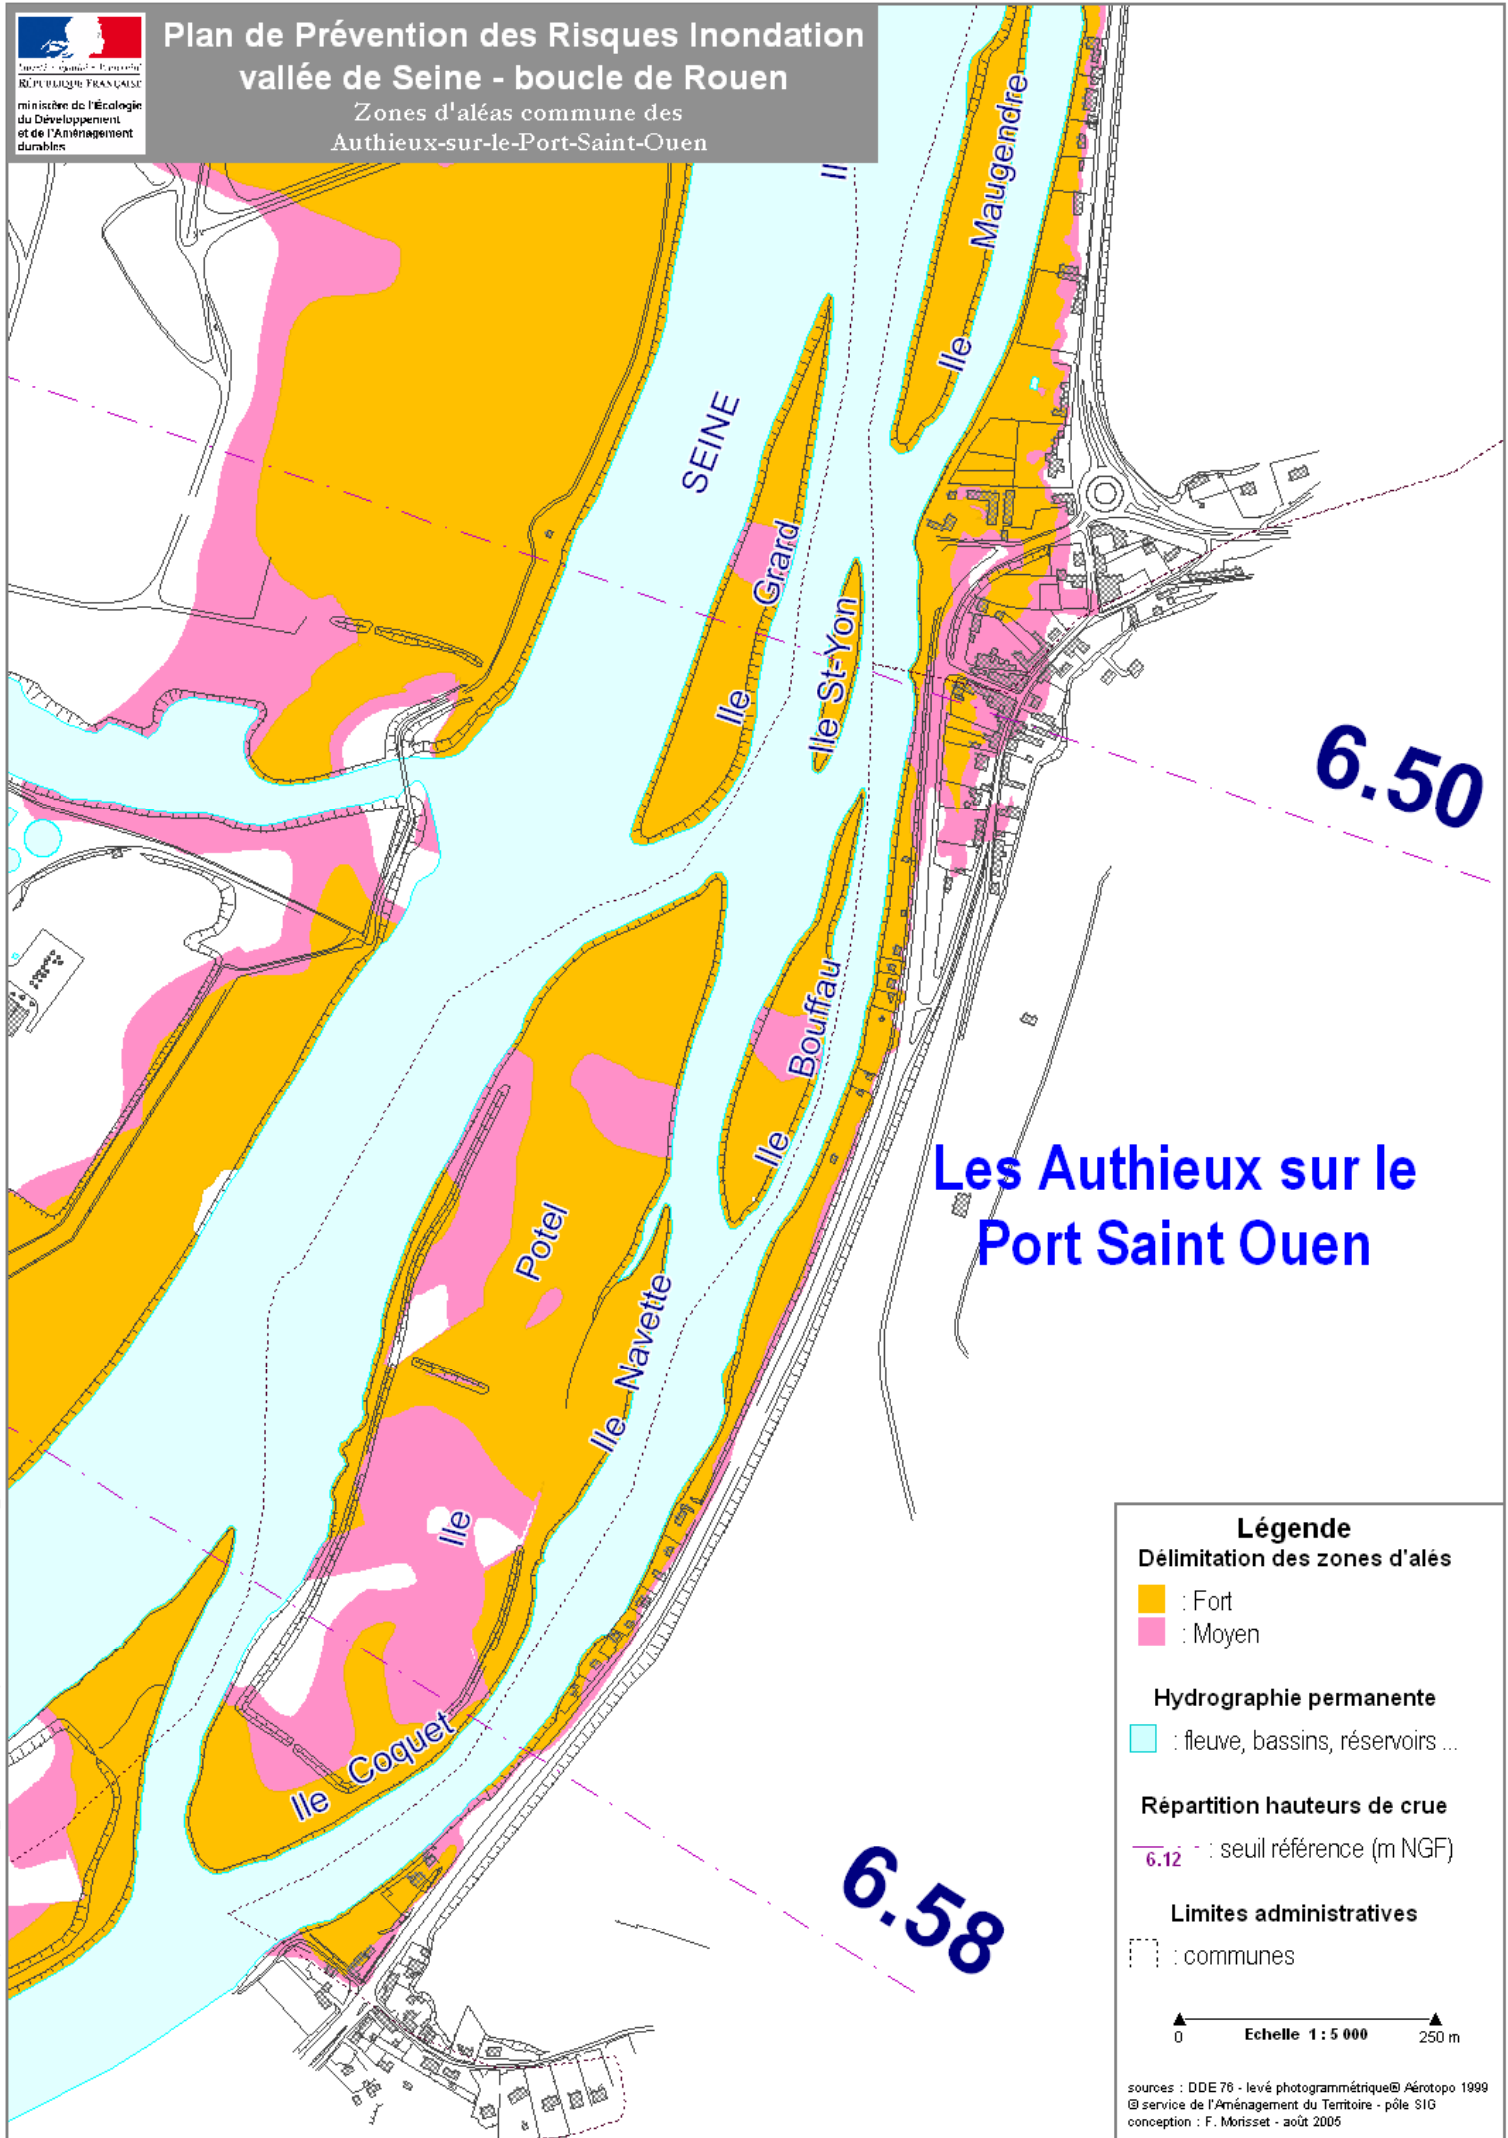 Liberté · Égalité · Fraternité
RÉPUBLIQUE FRANÇAISE
ministère de l'Écologie
du Développement
et de l'Aménagement
durables
Plan de Prévention des Risques Inondation
vallée de Seine - boucle de Rouen
Zones d'aléas commune des
Authieux-sur-le-Port-Saint-Ouen
Ile Maugendre
SEINE
Ile Grard
Ile St-Yon
6.50
Ile Bouffau
Les Authieux sur le
Port Saint Ouen
Ile Potel
Ile Navette
Ile Coquet
6.58
Légende
Délimitation des zones d'alés
: Fort
: Moyen
Hydrographie permanente
: fleuve, bassins, réservoirs ...
Répartition hauteurs de crue
6.12 : seuil référence (m NGF)
Limites administratives
: communes
0 Echelle 1 : 5 000 250 m
sources : DDE 76 - levé photogrammétrique® Aérotopo 1999
@ service de l'Aménagement du Territoire - pôle SIG
conception : F. Morisset - août 2005